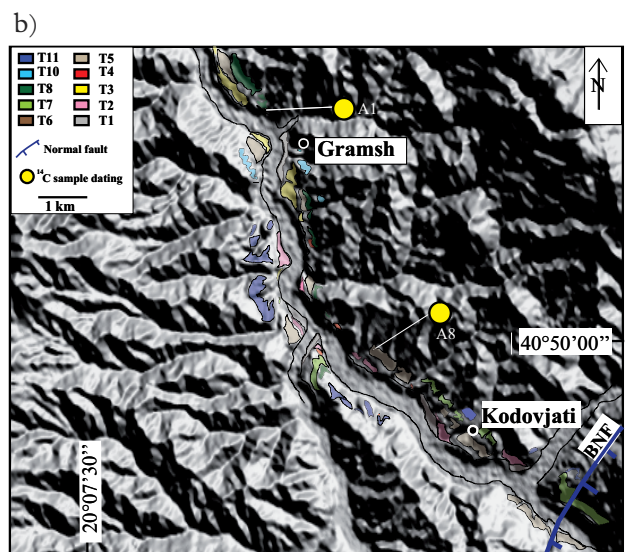 b)
T11 T5
T10 T4
T8 T3
T7 T2
T6 T1
Normal fault
14C sample dating
1 km
N
A1
Gramsh
A8
40°50'00''
Kodovjati
BNF
20°07'30''